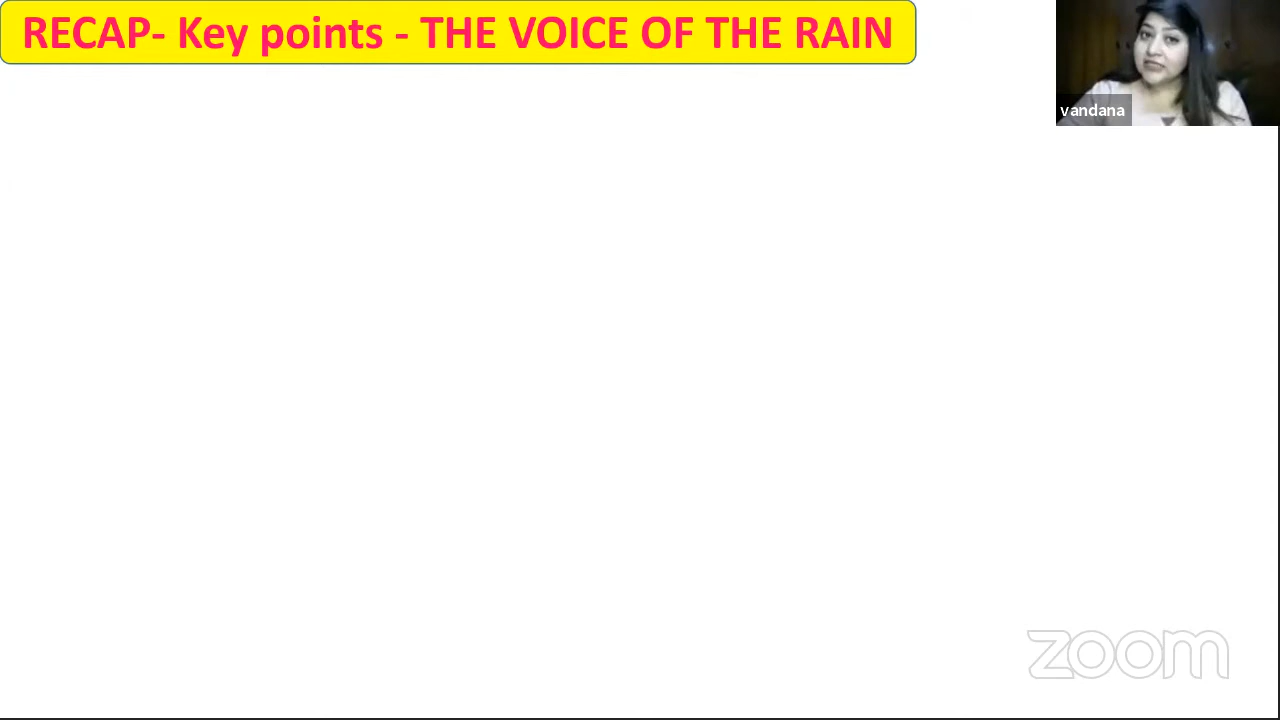 RECAP- Key points - THE VOICE OF THE RAIN
vandana
zoom